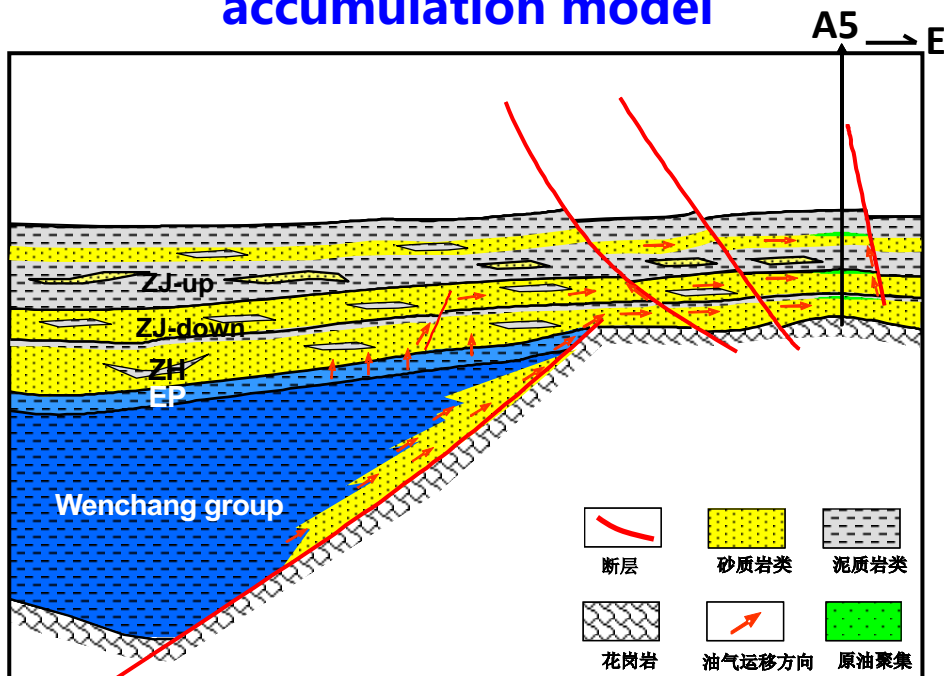 accumulation model
A5
E
ZJ-up
ZJ-down
ZH
EP
Wenchang group
断层
砂质岩类
泥质岩类
花岗岩
油气运移方向
原油聚集